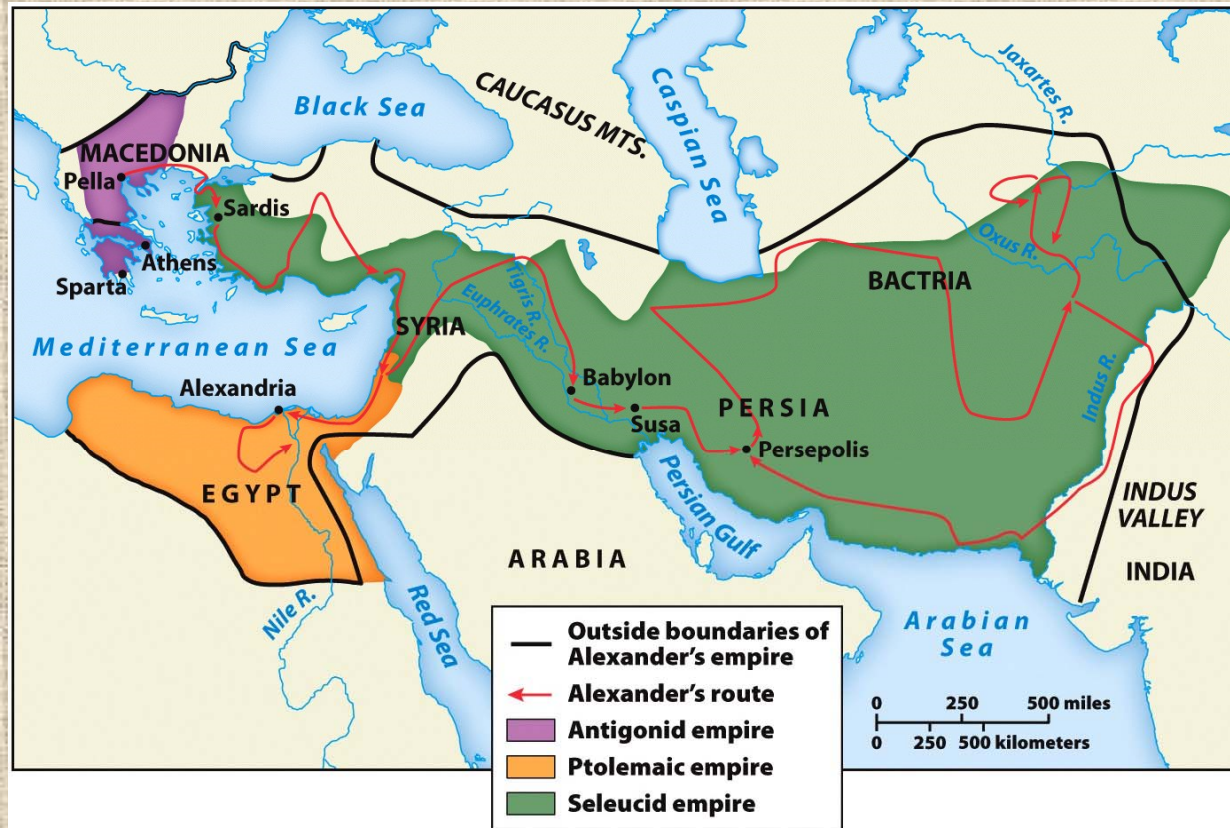 Black Sea
CAUCASUS MTS.
Caspian Sea
Jaxartes R.
MACEDONIA
Pella
Sardis
Athens
Sparta
Oxus R.
BACTRIA
Tigris R.
Euphrates R.
SYRIA
Mediterranean Sea
Alexandria
Babylon
Susa
PERSIA
Persepolis
Indus R.
EGYPT
Persian Gulf
INDUS
VALLEY
ARABIA
INDIA
Nile R.
Red Sea
Arabian
Sea
Outside boundaries of
Alexander's empire
Alexander's route
Antigonid empire
Ptolemaic empire
Seleucid empire
0 250 500 miles
0 250 500 kilometers